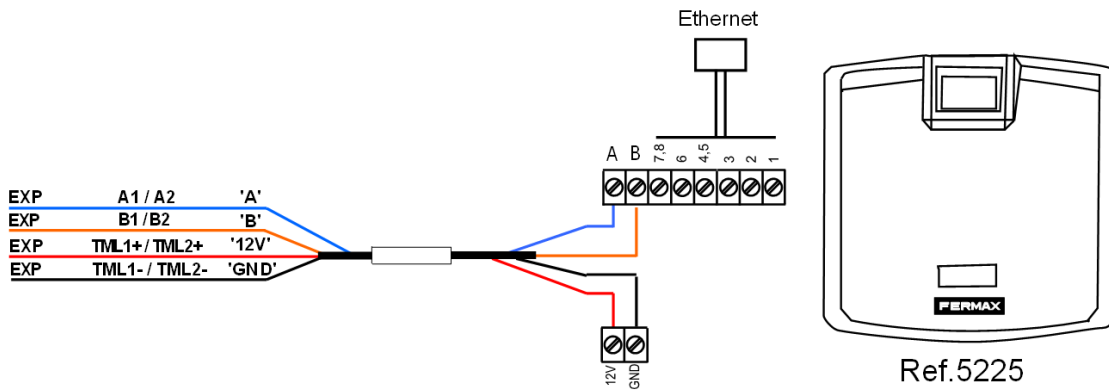 Ethernet
A B 7,8 6 4,5 3 2 1
EXP A1 / A2 'A'
EXP B1 / B2 'B'
EXP TML1+ / TML2+ '12V'
EXP TML1- / TML2- 'GND'
12V GND
FERMAX
Ref.5225